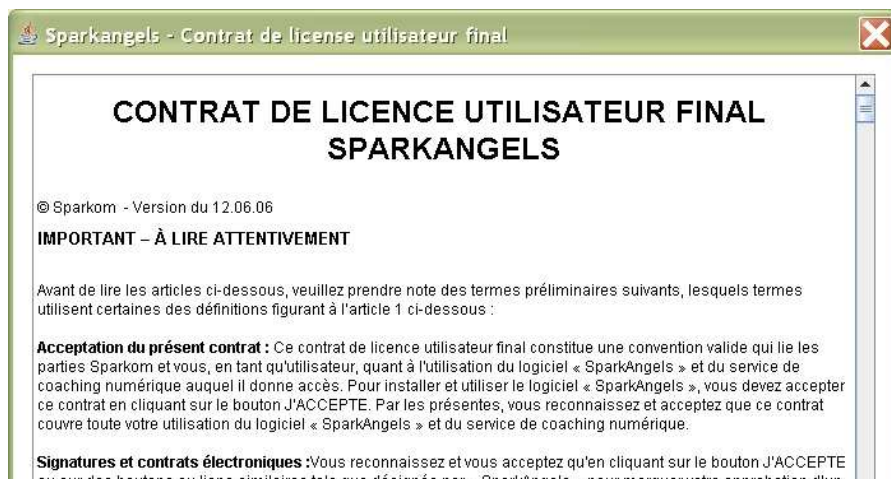 Sparkangels - Contrat de license utilisateur final
CONTRAT DE LICENCE UTILISATEUR FINAL
SPARKANGELS
© Sparkom - Version du 12.06.06
IMPORTANT – À LIRE ATTENTIVEMENT
Avant de lire les articles ci-dessous, veuillez prendre note des termes préliminaires suivants, lesquels termes
utilisent certaines des définitions figurant à l'article 1 ci-dessous :
Acceptation du présent contrat : Ce contrat de licence utilisateur final constitue une convention valide qui lie les
parties Sparkom et vous, en tant qu'utilisateur, quant à l'utilisation du logiciel « SparkAngels » et du service de
coaching numérique auquel il donne accès. Pour installer et utiliser le logiciel « SparkAngels », vous devez accepter
ce contrat en cliquant sur le bouton J'ACCEPTE. Par les présentes, vous reconnaissez et acceptez que ce contrat
couvre toute votre utilisation du logiciel « SparkAngels » et du service de coaching numérique.
Signatures et contrats électroniques :Vous reconnaissez et vous acceptez qu'en cliquant sur le bouton J'ACCEPTE